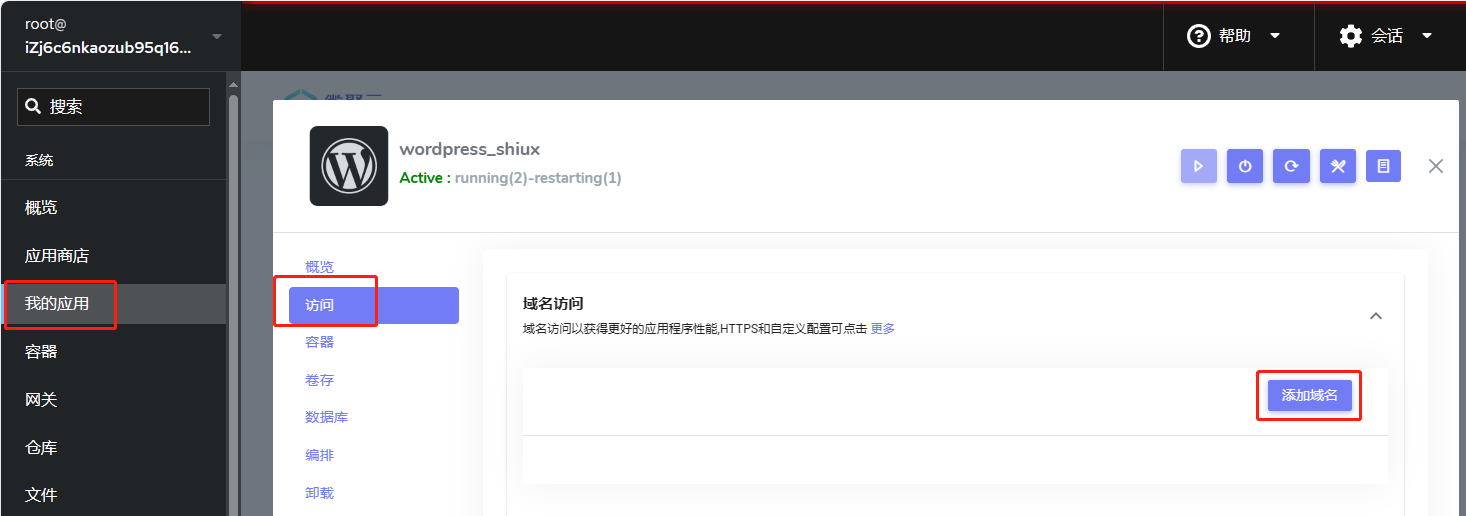 root@
iZj6c6nkaozub95q16...
帮助
会话
搜索
系统
概览
应用商店
我的应用
容器
网关
仓库
文件
wordpress_shiux
Active : running(2)-restarting(1)
概览
访问
容器
卷存
数据库
编排
卸载
域名访问
域名访问以获得更好的应用程序性能,HTTPS和自定义配置可点击 更多
添加域名